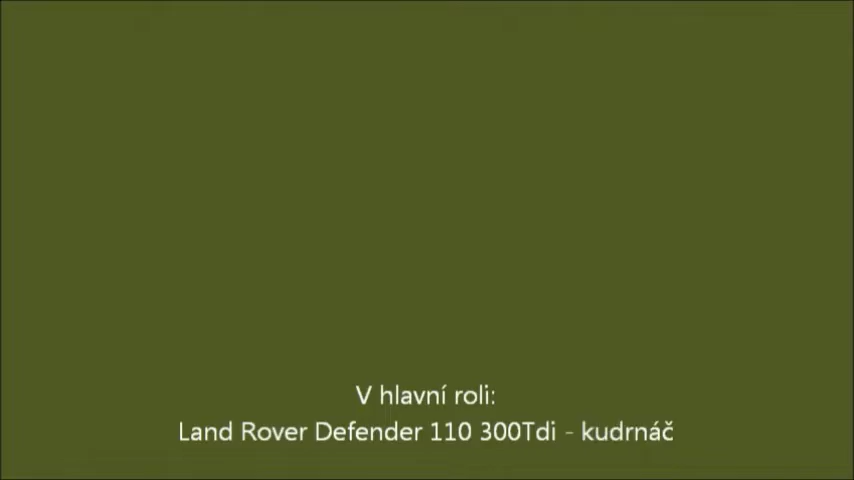 V hlavní roli:
Land Rover Defender 110 300Tdi - kudrnáč